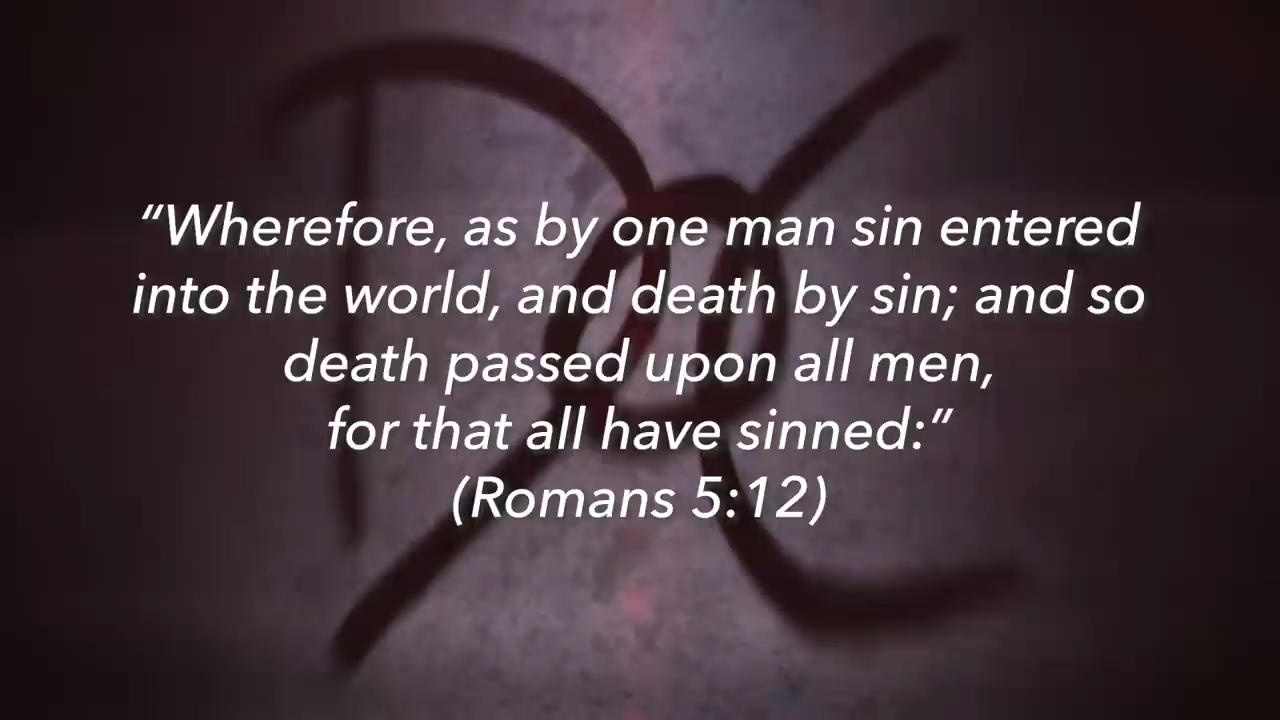 “Wherefore, as by one man sin entered
into the world, and death by sin; and so
death passed upon all men,
for that all have sinned:”
(Romans 5:12)